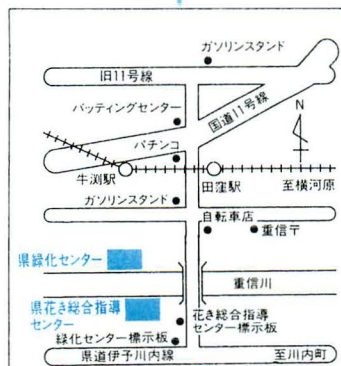 ガソリンスタンド
旧11号線
バッティングセンター
国道11号線
N
パチンコ
牛渕駅
田窪駅
至横河原
ガソリンスタンド
自転車店
重信〒
県緑化センター
重信川
県花き総合指導
センター
花き総合指導
センター標示板
緑化センター標示板
県道伊予川内線
至川内町